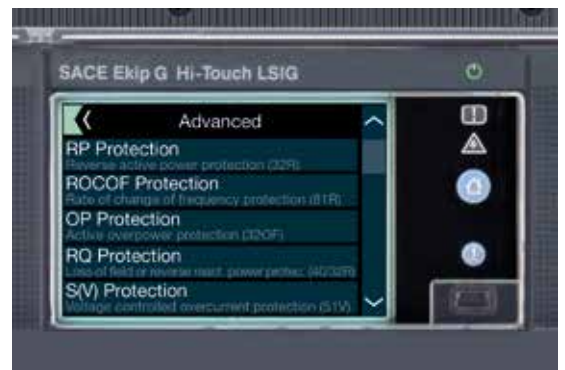 SACE Ekip G Hi-Touch LSIG
Advanced
RP Protection
Reverse active power protection (32R)
ROCOF Protection
Rate of change of frequency protection (81R)
OP Protection
Active overpower protection (32OF)
RQ Protection
Loss of field or reverse react. power protec. (40/32R)
S(V) Protection
Voltage controlled overcurrent protection (51V)